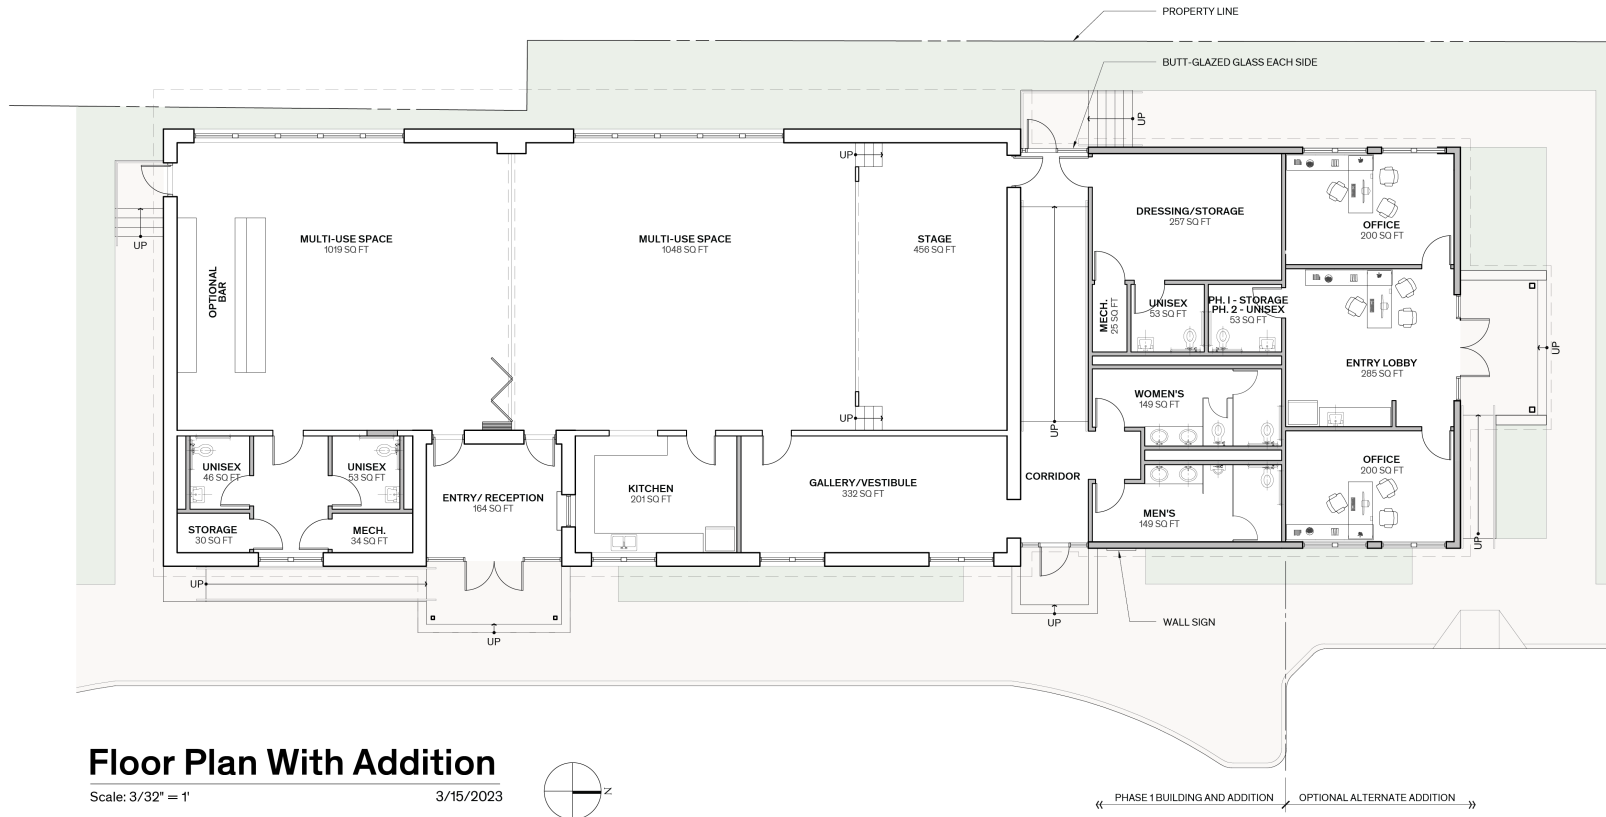 PROPERTY LINE
BUTT-GLAZED GLASS EACH SIDE
UP
UP
UP
MULTI-USE SPACE
1019 SQ FT
MULTI-USE SPACE
1048 SQ FT
STAGE
456 SQ FT
DRESSING/STORAGE
257 SQ FT
OFFICE
200 SQ FT
OPTIONAL
BAR
MECH.
25 SQ FT
UNISEX
53 SQ FT
PH. I - STORAGE
PH. 2 - UNISEX
53 SQ FT
ENTRY LOBBY
285 SQ FT
UP
WOMEN'S
149 SQ FT
UP
UP
UNISEX
46 SQ FT
UNISEX
53 SQ FT
ENTRY/ RECEPTION
164 SQ FT
KITCHEN
201 SQ FT
GALLERY/VESTIBULE
332 SQ FT
CORRIDOR
OFFICE
200 SQ FT
STORAGE
30 SQ FT
MECH.
34 SQ FT
MEN'S
149 SQ FT
UP
UP
UP
UP
WALL SIGN
Floor Plan With Addition
Scale: 3/32" = 1'
3/15/2023
N
PHASE 1 BUILDING AND ADDITION
OPTIONAL ALTERNATE ADDITION